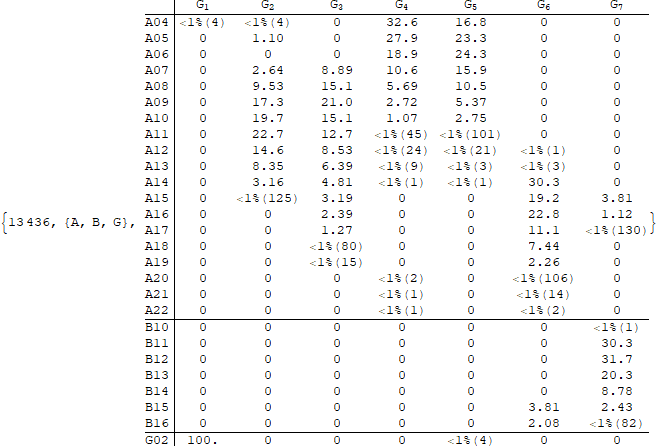 G1 G2 G3 G4 G5 G6 G7
A04 <1%(4) <1%(4) 0 32.6 16.8 0 0
A05 0 1.10 0 27.9 23.3 0 0
A06 0 0 0 18.9 24.3 0 0
A07 0 2.64 8.89 10.6 15.9 0 0
A08 0 9.53 15.1 5.69 10.5 0 0
A09 0 17.3 21.0 2.72 5.37 0 0
A10 0 19.7 15.1 1.07 2.75 0 0
A11 0 22.7 12.7 <1%(45) <1%(101) 0 0
A12 0 14.6 8.53 <1%(24) <1%(21) <1%(1) 0
A13 0 8.35 6.39 <1%(9) <1%(3) <1%(3) 0
A14 0 3.16 4.81 <1%(1) <1%(1) 30.3 0
A15 0 <1%(125) 3.19 0 0 19.2 3.81
A16 0 0 2.39 0 0 22.8 1.12
{13436, {A, B, G}, A17 0 0 1.27 0 0 11.1 <1%(130) }
A18 0 0 <1%(80) 0 0 7.44 0
A19 0 0 <1%(15) 0 0 2.26 0
A20 0 0 0 <1%(2) 0 <1%(106) 0
A21 0 0 0 <1%(1) 0 <1%(14) 0
A22 0 0 0 <1%(1) 0 <1%(2) 0
B10 0 0 0 0 0 0 <1%(1)
B11 0 0 0 0 0 0 30.3
B12 0 0 0 0 0 0 31.7
B13 0 0 0 0 0 0 20.3
B14 0 0 0 0 0 0 8.78
B15 0 0 0 0 0 3.81 2.43
B16 0 0 0 0 0 2.08 <1%(82)
G02 100. 0 0 0 <1%(4) 0 0